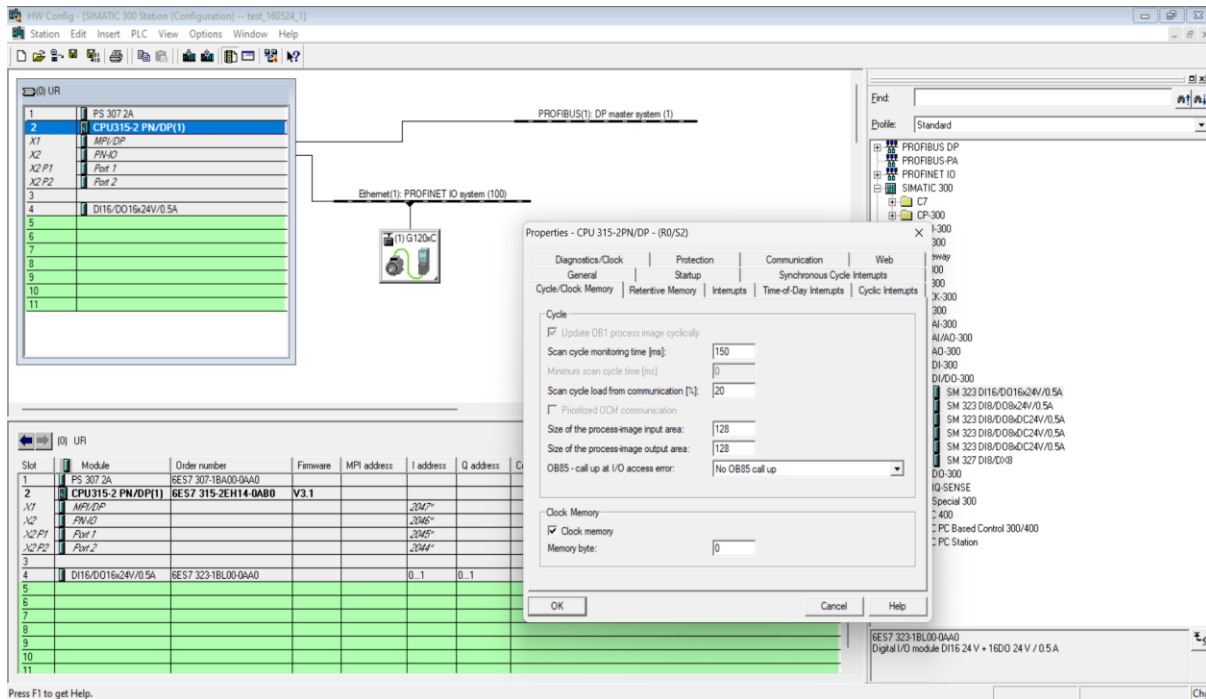 HW Config - [SIMATIC 300 Station (Configuration) -- test_160524_1]
Station Edit Insert PLC View Options Window Help
(0) UR
1 PS 307 2A
2 CPU315-2 PN/DP(1)
X1 MPI/DP
X2 PN-IO
X2 P1 Port 1
X2 P2 Port 2
3
4 DI16/DO16x24V/0.5A
5
6
7
8
9
10
11
PROFIBUS(1): DP master system (1)
Ethernet(1): PROFINET IO system (100)
(1) G120xC
Find:
Profile: Standard
PROFIBUS DP
PROFIBUS-PA
PROFINET IO
SIMATIC 300
C7
CP-300
-300
300
eway
300
300
CK-300
300
AI-300
AI/AO-300
AO-300
DI-300
DI/DO-300
SM 323 DI16/DO16x24V/0.5A
SM 323 DI8/DO8x24V/0.5A
SM 323 DI8/DO8xDC24V/0.5A
SM 323 DI8/DO8xDC24V/0.5A
SM 323 DI8/DO8xDC24V/0.5A
SM 327 DI8/DX8
DO-300
IQ-SENSE
Special 300
C 400
C PC Based Control 300/400
C PC Station
6ES7 323-1BL00-0AA0
Digital I/O module DI16 24 V + 16DO 24 V / 0.5 A
Properties - CPU 315-2PN/DP - (R0/S2)
Diagnostics/Clock Protection Communication Web
General Startup Synchronous Cycle Interrupts
Cycle/Clock Memory Retentive Memory Interrupts Time-of-Day Interrupts Cyclic Interrupts
Cycle
Update OB1 process image cyclically
Scan cycle monitoring time [ms]: 150
Minimum scan cycle time [ms]: 0
Scan cycle load from communication [%]: 20
Prioritized OCM communication
Size of the process-image input area: 128
Size of the process-image output area: 128
OB85 - call up at I/O access error: No OB85 call up
Clock Memory
Clock memory
Memory byte: 0
OK Cancel Help
(0) UR
Slot Module Order number Firmware MPI address I address Q address
1 PS 307 2A 6ES7 307-1BA00-0AA0
2 CPU315-2 PN/DP(1) 6ES7 315-2EH14-0AB0 V3.1
X1 MPI/DP 2047*
X2 PN-IO 2046*
X2 P1 Port 1 2045*
X2 P2 Port 2 2044*
3
4 DI16/DO16x24V/0.5A 6ES7 323-1BL00-0AA0 0...1 0...1
5
6
7
8
9
10
11
Press F1 to get Help.